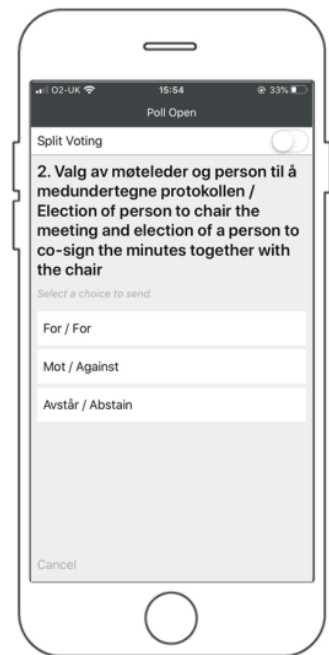 O2-UK 15:54 33%
Poll Open
Split Voting
2. Valg av møteleder og person til å
medundertegne protokollen /
Election of person to chair the
meeting and election of a person to
co-sign the minutes together with
the chair
Select a choice to send.
For / For
Mot / Against
Avstår / Abstain
Cancel